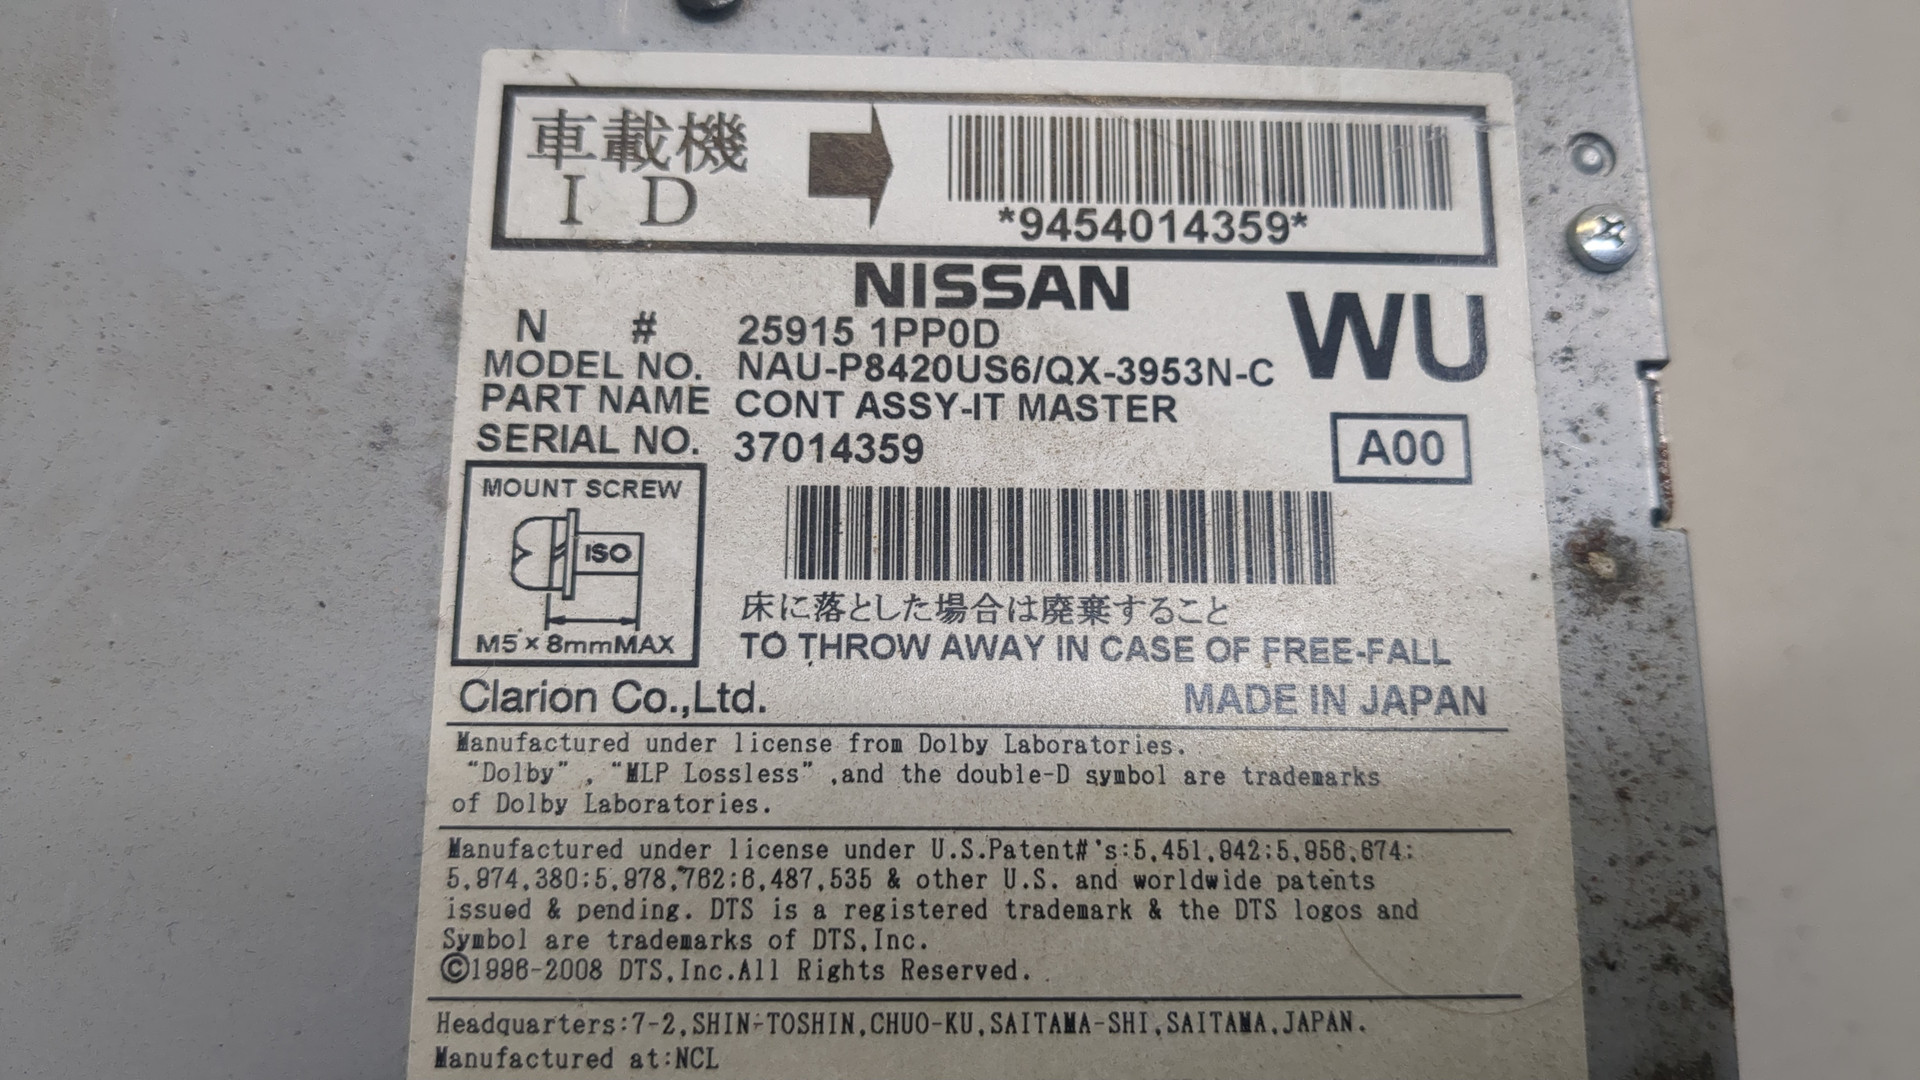 車載機
ID
*9454014359*
NISSAN
N # 25915 1PP0D
WU
MODEL NO. NAU-P8420US6/QX-3953N-C
PART NAME CONT ASSY-IT MASTER
SERIAL NO. 37014359
A00
MOUNT SCREW
ISO
M5×8mmMAX
床に落とした場合は廃棄すること
TO THROW AWAY IN CASE OF FREE-FALL
Clarion Co.,Ltd.
MADE IN JAPAN
Manufactured under license from Dolby Laboratories.
“Dolby”, “MLP Lossless”,and the double-D symbol are trademarks
of Dolby Laboratories.
Manufactured under license under U.S.Patent#'s:5,451,942;5,956,674;
5,974,380;5,978,762;6,487,535 & other U.S. and worldwide patents
issued & pending. DTS is a registered trademark & the DTS logos and
Symbol are trademarks of DTS,Inc.
©1996-2008 DTS,Inc.All Rights Reserved.
Headquarters:7-2,SHIN-TOSHIN,CHUO-KU,SAITAMA-SHI,SAITAMA,JAPAN.
Manufactured at:NCL